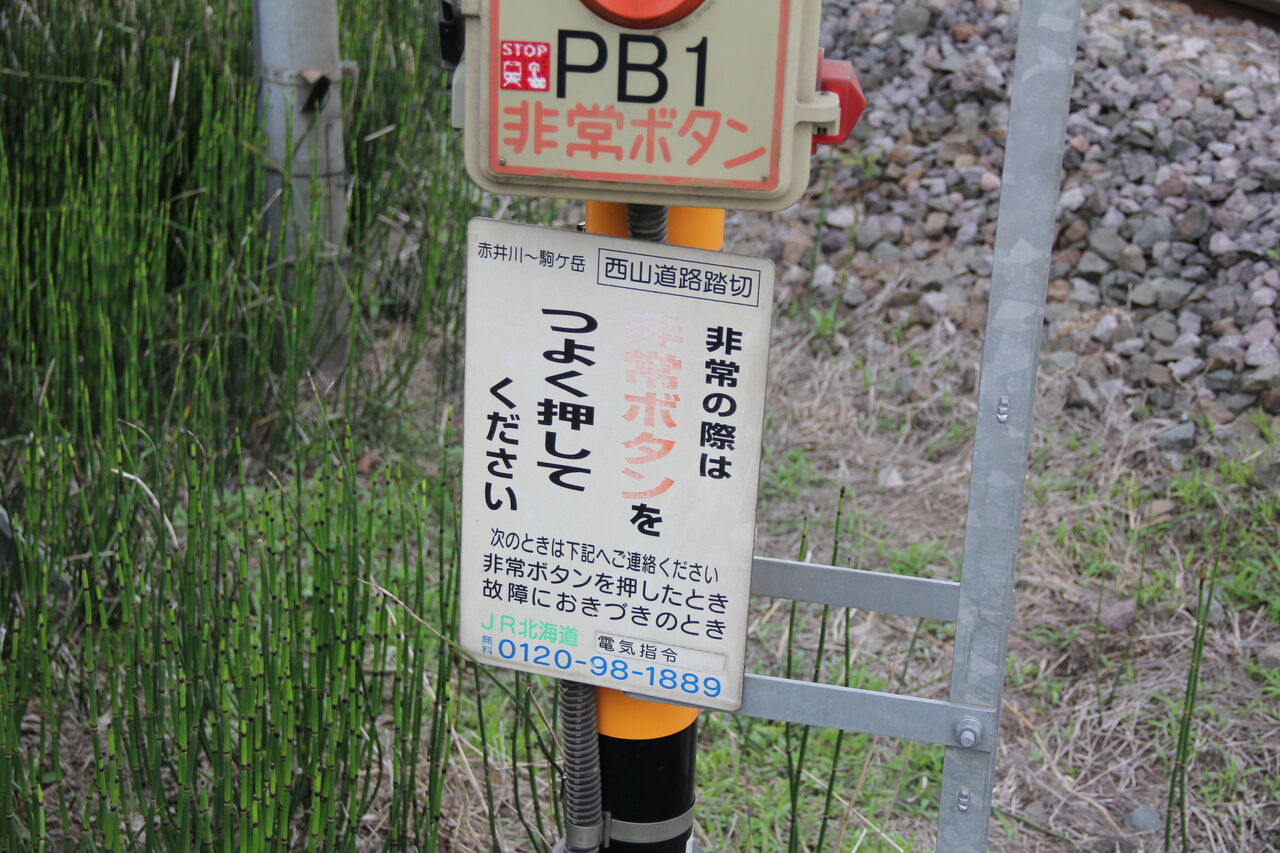 STOP
PB1
非常ボタン
赤井川～駒ケ岳
西山道路踏切
非常の際は
非常ボタンを
つよく押して
ください
次のときは下記へご連絡ください
非常ボタンを押したとき
故障におきづきのとき
JR北海道
電気指令
無料
0120-98-1889